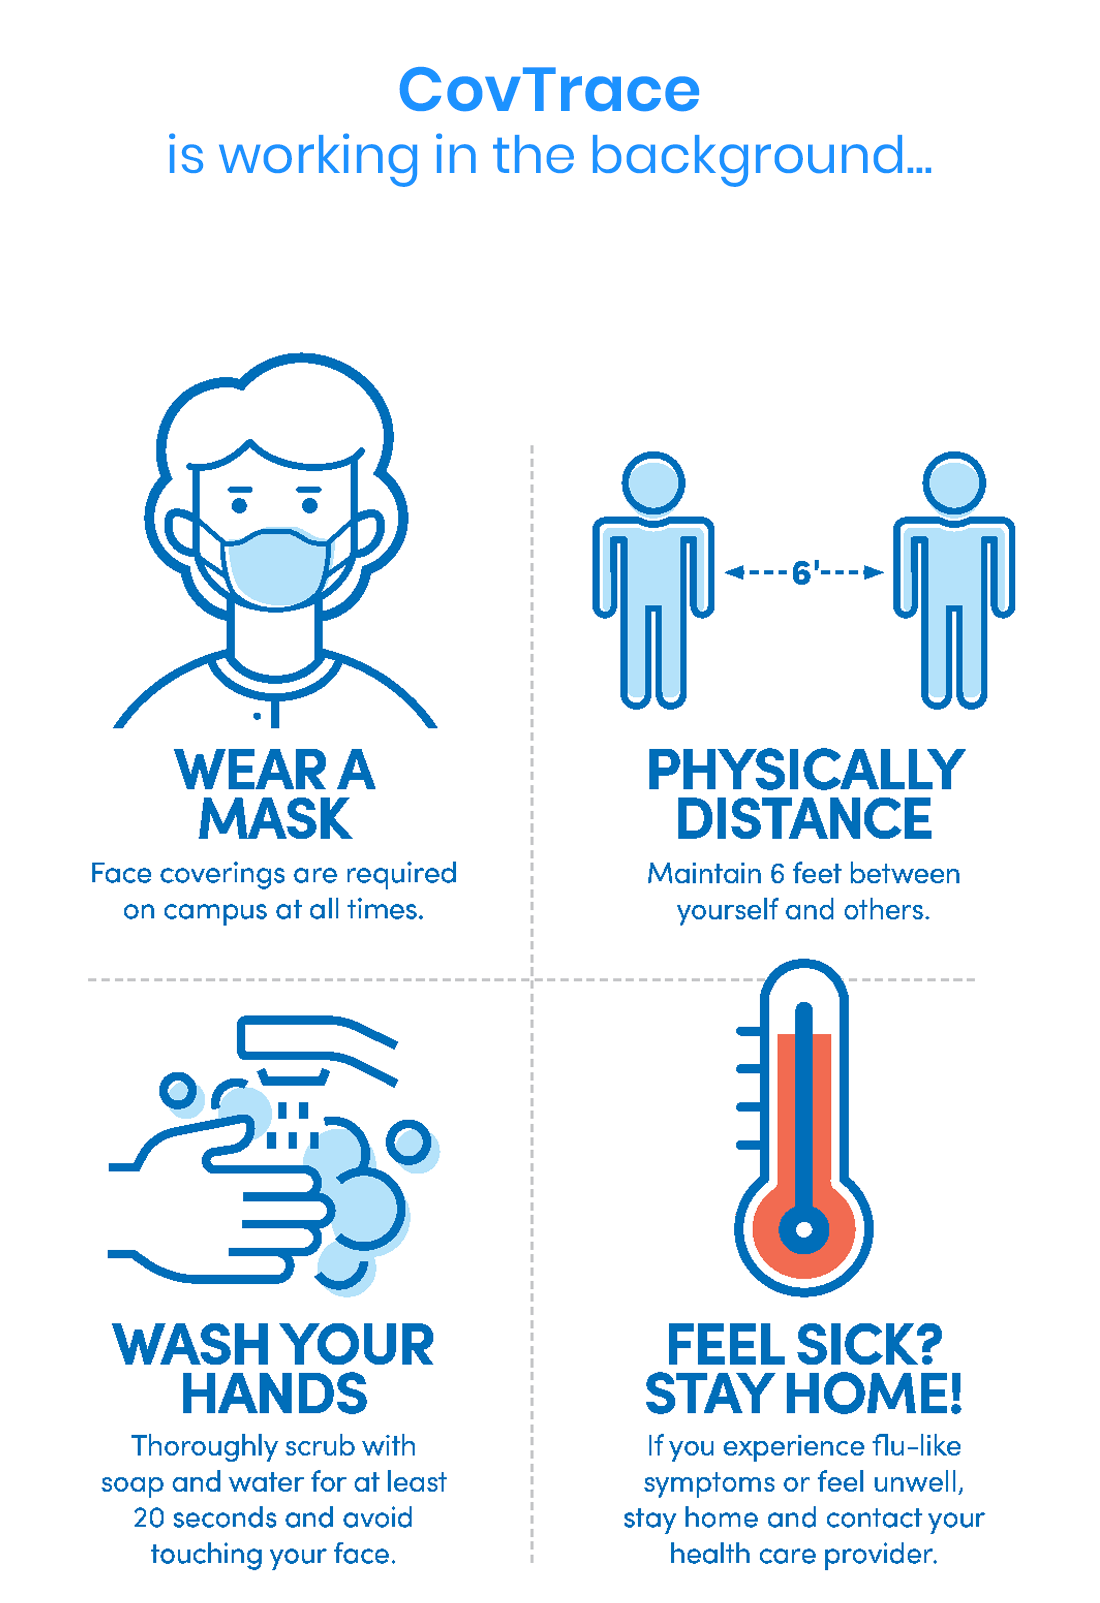 CovTrace
is working in the background...
6'
WEAR A
MASK
Face coverings are required
on campus at all times.
PHYSICALLY
DISTANCE
Maintain 6 feet between
yourself and others.
WASH YOUR
HANDS
Thoroughly scrub with
soap and water for at least
20 seconds and avoid
touching your face.
FEEL SICK?
STAY HOME!
If you experience flu-like
symptoms or feel unwell,
stay home and contact your
health care provider.